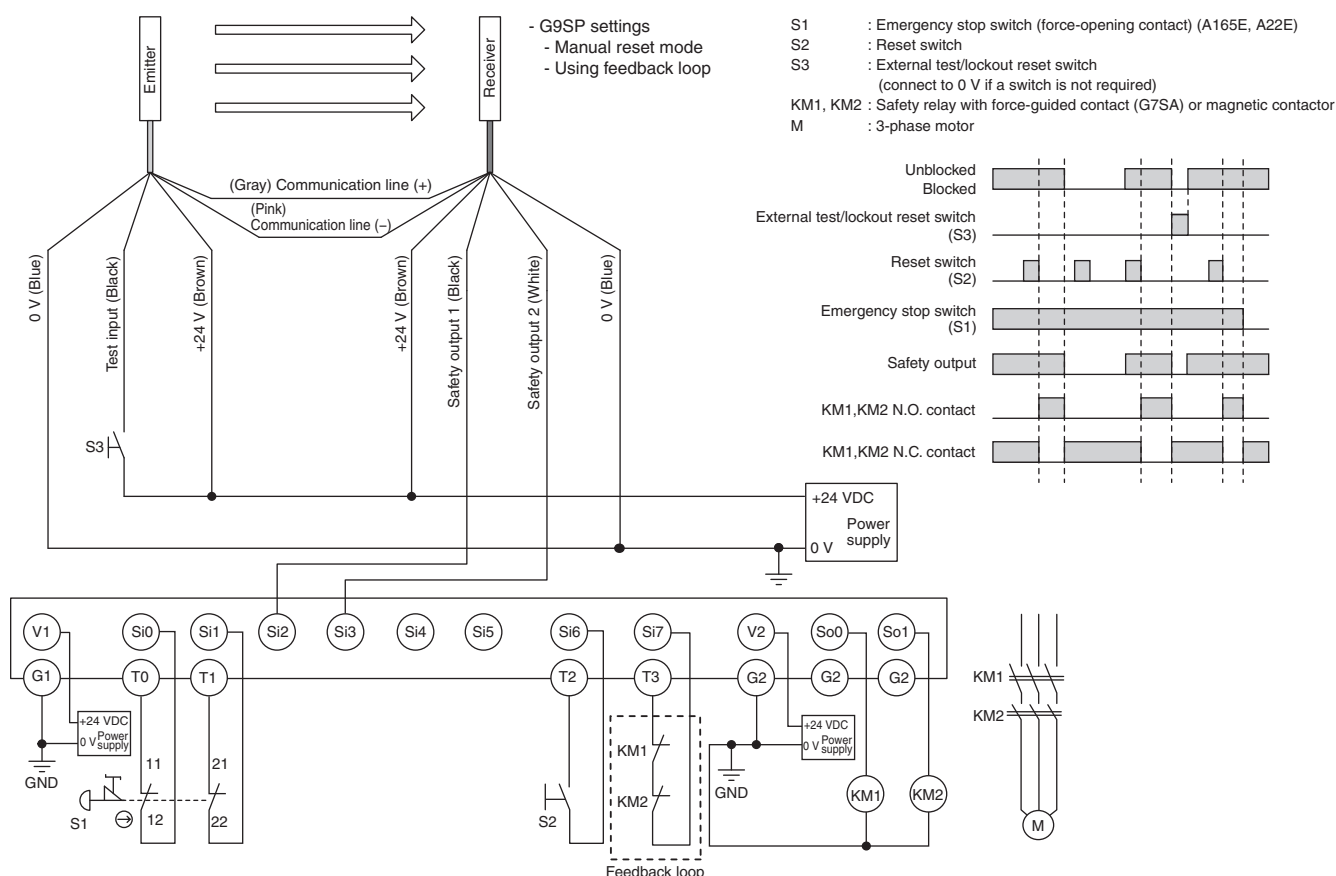 - G9SP settings
- Manual reset mode
- Using feedback loop
S1 : Emergency stop switch (force-opening contact) (A165E, A22E)
S2 : Reset switch
S3 : External test/lockout reset switch
(connect to 0 V if a switch is not required)
KM1, KM2 : Safety relay with force-guided contact (G7SA) or magnetic contactor
M : 3-phase motor
Emitter
Receiver
(Gray) Communication line (+)
(Pink)
Communication line (–)
0 V (Blue)
Test input (Black)
+24 V (Brown)
+24 V (Brown)
Safety output 1 (Black)
Safety output 2 (White)
0 V (Blue)
S3
Unblocked
Blocked
External test/lockout reset switch
(S3)
Reset switch
(S2)
Emergency stop switch
(S1)
Safety output
KM1,KM2 N.O. contact
KM1,KM2 N.C. contact
+24 VDC
Power
supply
0 V
V1
Si0
Si1
Si2
Si3
Si4
Si5
Si6
Si7
V2
So0
So1
G1
T0
T1
T2
T3
G2
G2
G2
+24 VDC
0 V
Power
supply
GND
11
21
12
22
S1
S2
KM1
KM2
Feedback loop
+24 VDC
0 V
Power
supply
GND
KM1
KM2
KM1
KM2
M